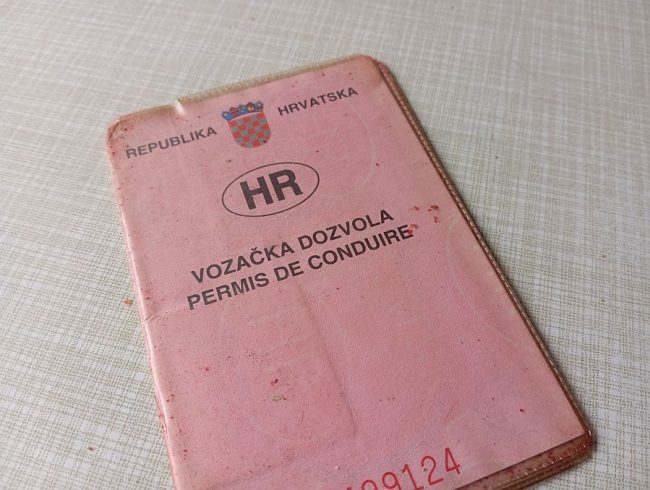 REPUBLIKA HRVATSKA
HR
VOZAČKA DOZVOLA
PERMIS DE CONDUIRE